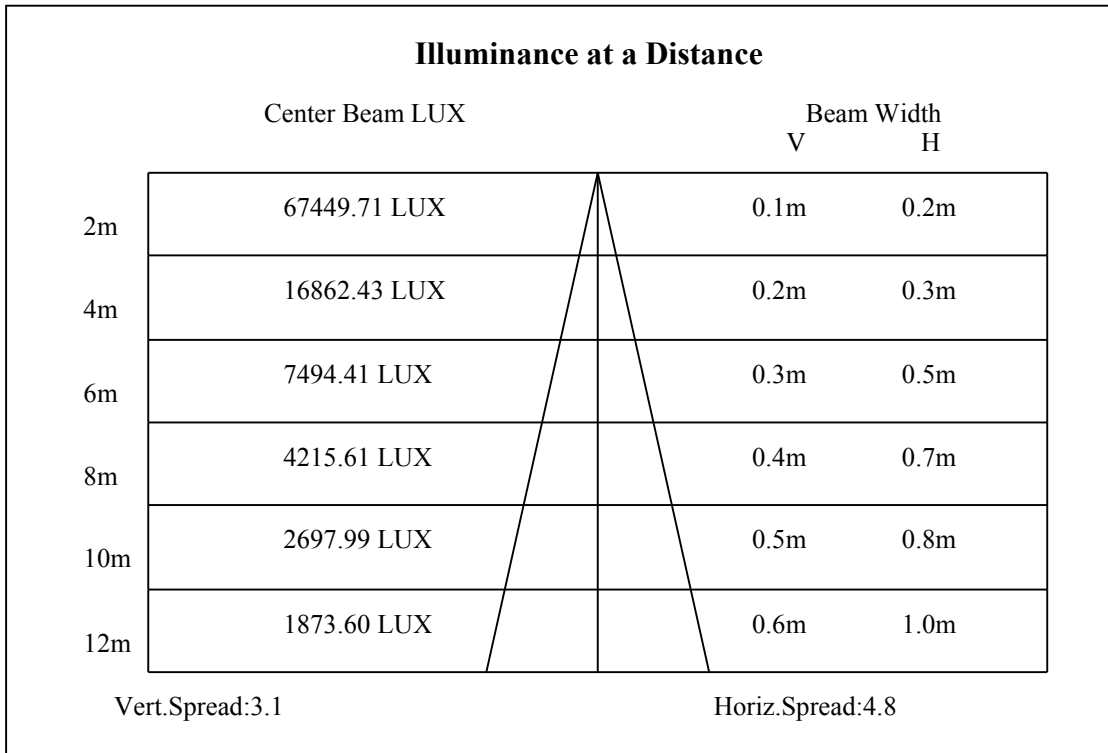 Illuminance at a Distance
Center Beam LUX Beam Width
V H
2m 67449.71 LUX 0.1m 0.2m
4m 16862.43 LUX 0.2m 0.3m
6m 7494.41 LUX 0.3m 0.5m
8m 4215.61 LUX 0.4m 0.7m
10m 2697.99 LUX 0.5m 0.8m
12m 1873.60 LUX 0.6m 1.0m
Vert.Spread:3.1 Horiz.Spread:4.8